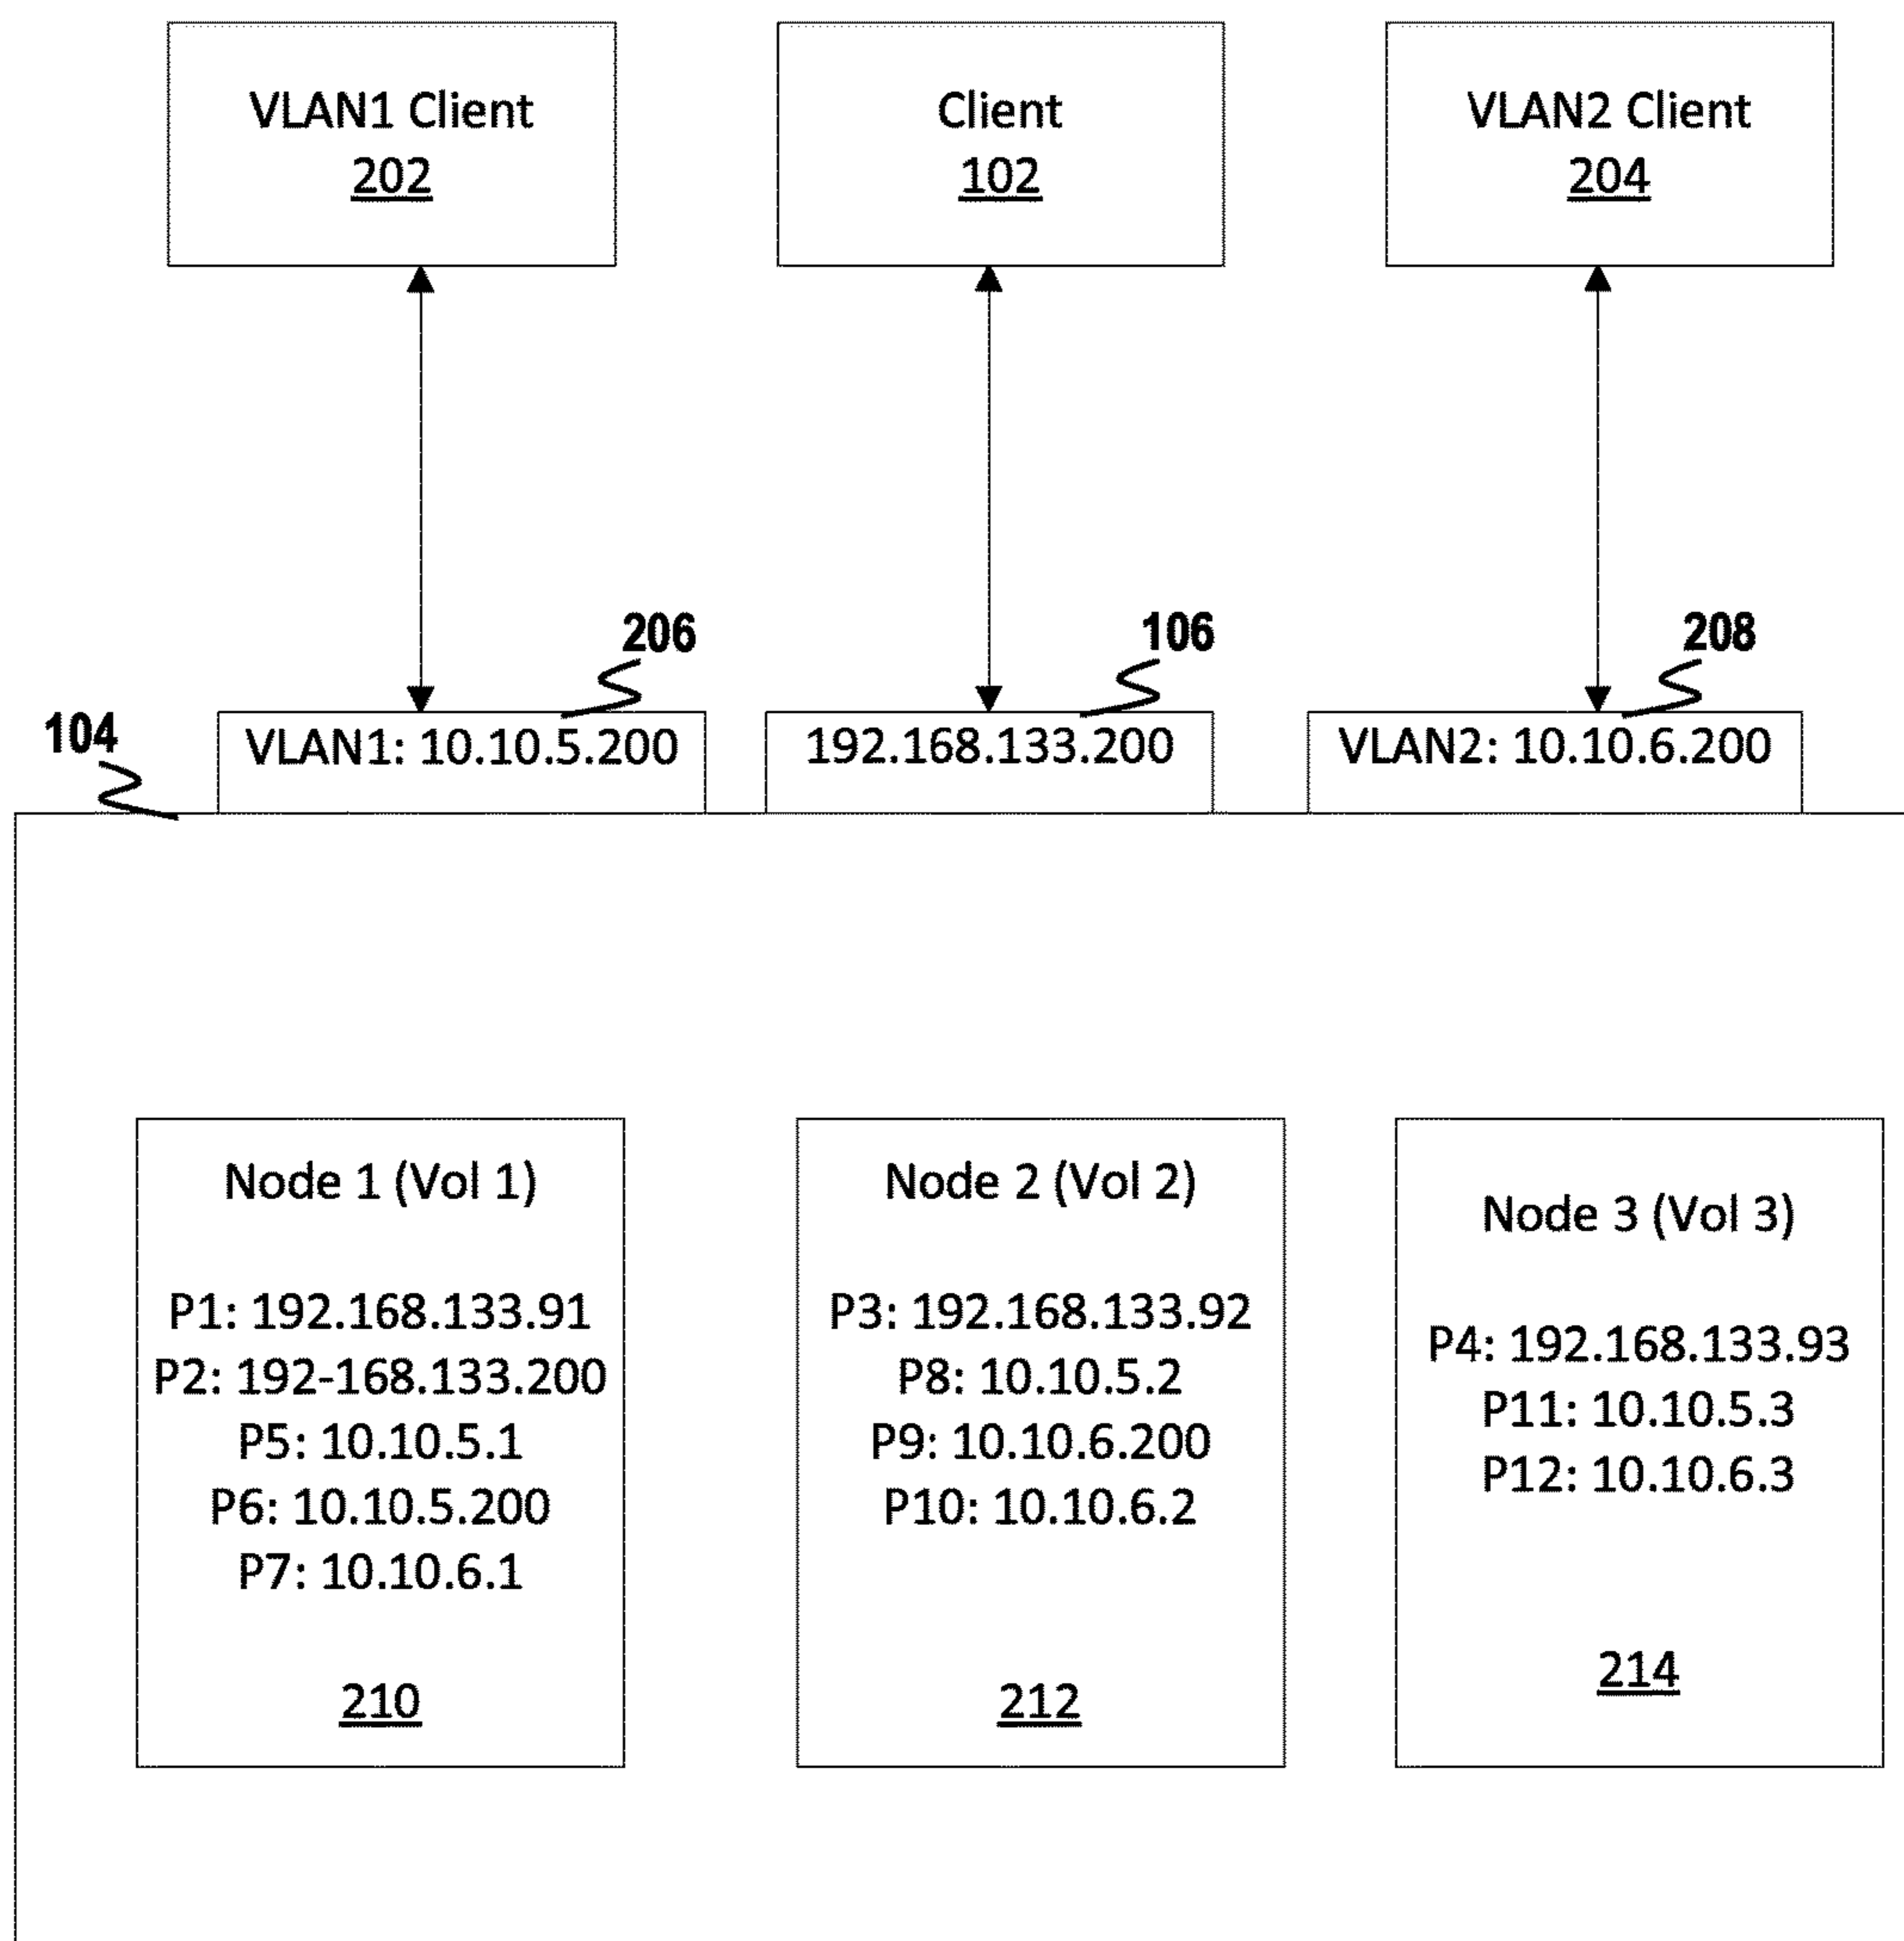 VLAN1 Client
202
Client
102
VLAN2 Client
204
206
106
208
104
VLAN1: 10.10.5.200
192.168.133.200
VLAN2: 10.10.6.200
Node 1 (Vol 1)
P1: 192.168.133.91
P2: 192-168.133.200
P5: 10.10.5.1
P6: 10.10.5.200
P7: 10.10.6.1
210
Node 2 (Vol 2)
P3: 192.168.133.92
P8: 10.10.5.2
P9: 10.10.6.200
P10: 10.10.6.2
212
Node 3 (Vol 3)
P4: 192.168.133.93
P11: 10.10.5.3
P12: 10.10.6.3
214